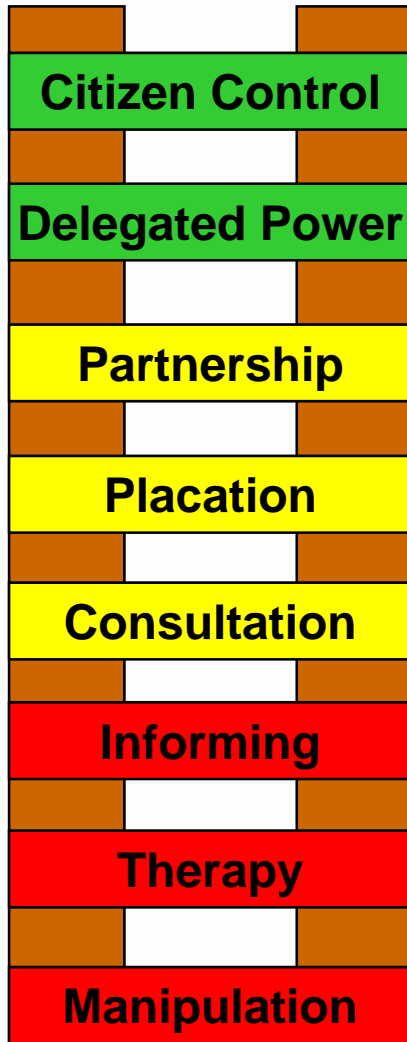 Citizen Control
Delegated Power
Partnership
Placation
Consultation
Informing
Therapy
Manipulation